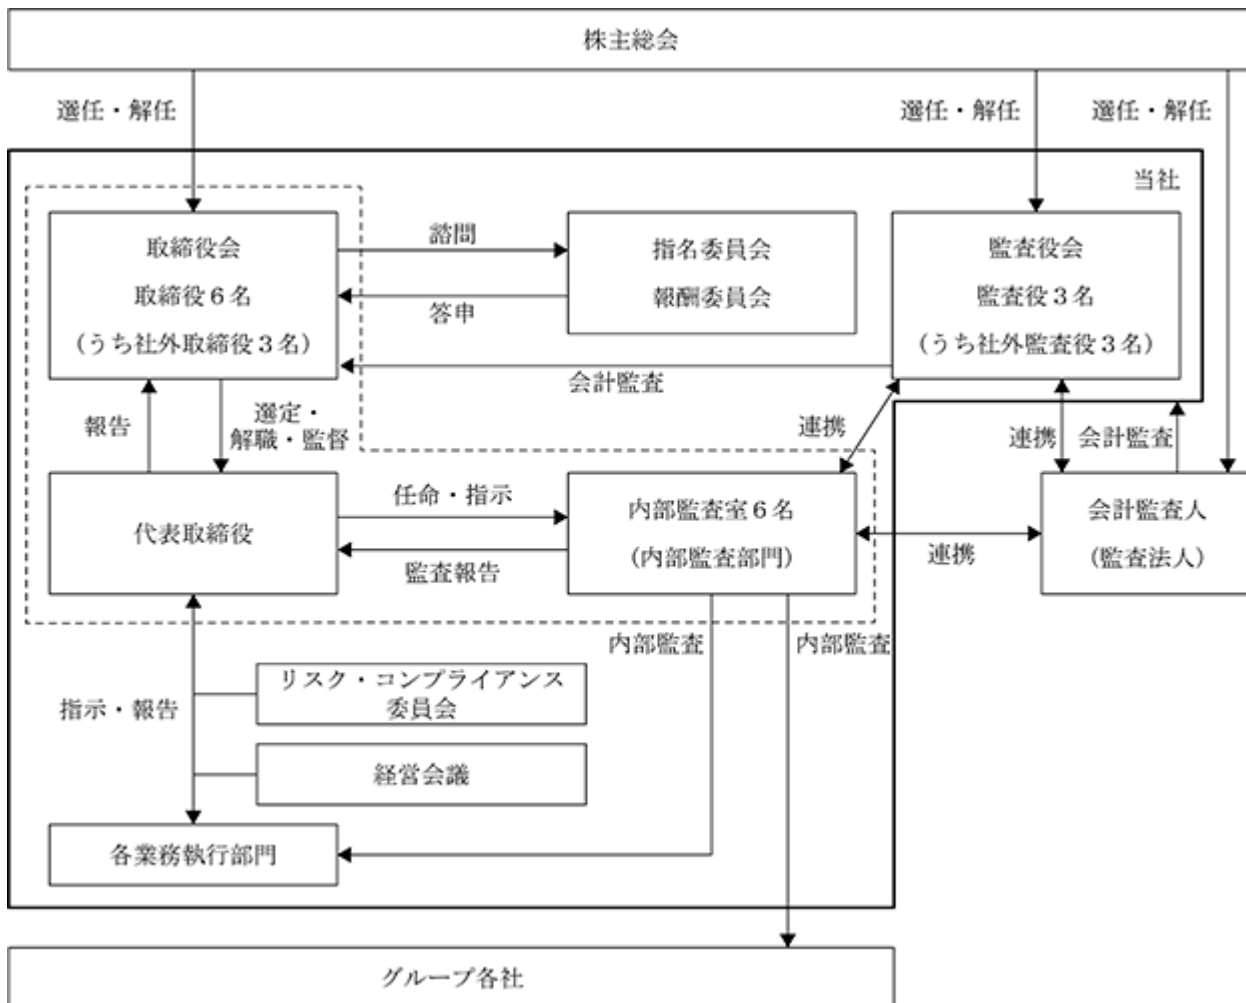 株主総会
選任・解任
選任・解任
選任・解任
当社
取締役会
取締役６名
（うち社外取締役３名）
諮問
答申
指名委員会
報酬委員会
監査役会
監査役３名
（うち社外監査役３名）
会計監査
報告
選定・
解職・監督
連携
連携
会計監査
代表取締役
任命・指示
監査報告
内部監査室６名
（内部監査部門）
連携
会計監査人
（監査法人）
内部監査
内部監査
指示・報告
リスク・コンプライアンス
委員会
経営会議
各業務執行部門
グループ各社